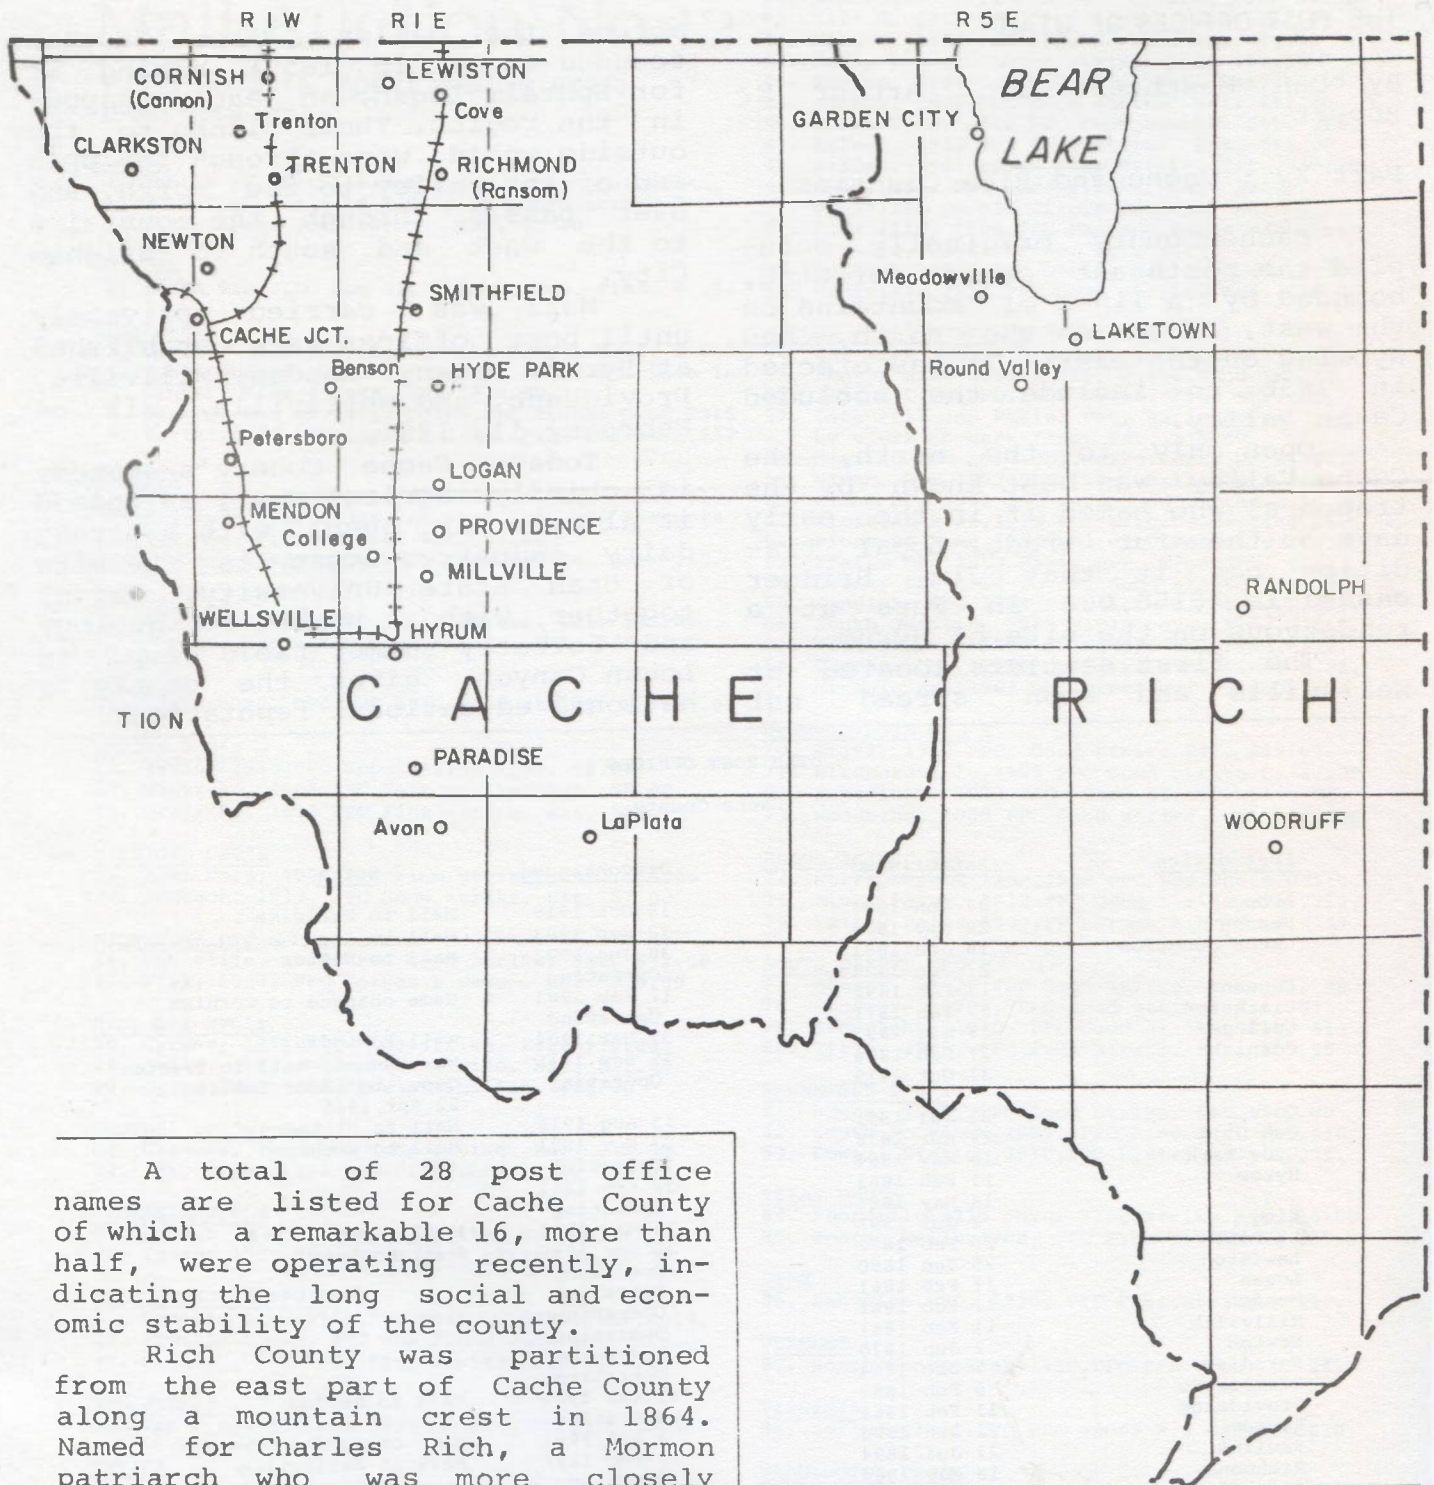 R I W R I E R 5 E
CORNISH
(Cannon)
LEWISTON
Cove
BEAR
LAKE
GARDEN CITY
Trenton
CLARKSTON
TRENTON
RICHMOND
(Ransom)
NEWTON
Meadowville
SMITHFIELD
CACHE JCT.
LAKETOWN
Benson
HYDE PARK
Round Valley
Petersboro
LOGAN
MENDON
College
PROVIDENCE
MILLVILLE
RANDOLPH
WELLSVILLE
HYRUM
CACHE RICH
TION
PARADISE
Avon
LaPlata
WOODRUFF
A total of 28 post office
names are listed for Cache County
of which a remarkable 16, more than
half, were operating recently, in-
dicating the long social and econ-
omic stability of the county.
Rich County was partitioned
from the east part of Cache County
along a mountain crest in 1864.
Named for Charles Rich, a Mormon
patriarch who was more closely